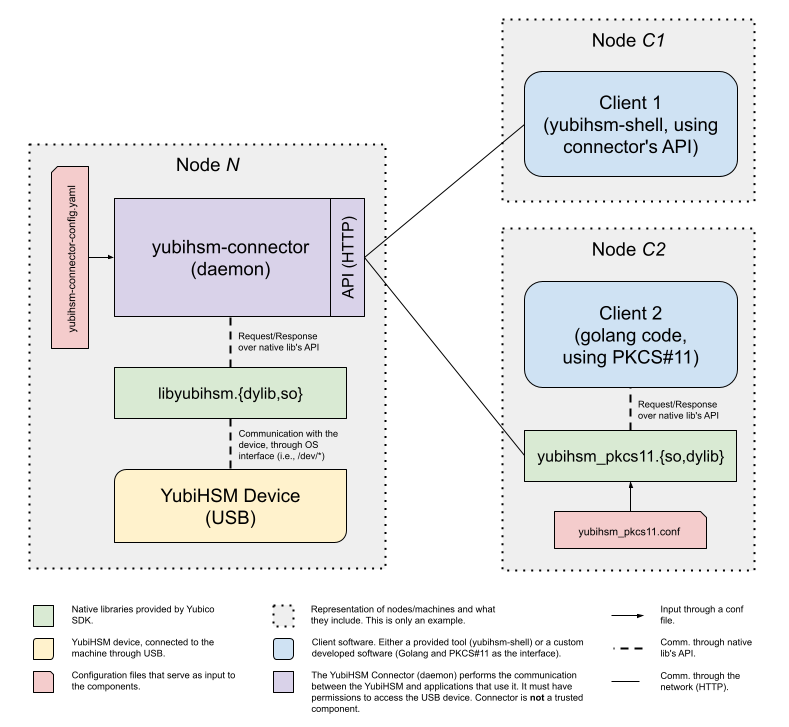 Node C1
Client 1
(yubihsm-shell, using
connector's API)
Node N
yubihsm-connector-config.yaml
yubihsm-connector
(daemon)
API (HTTP)
Request/Response
over native lib's API
libyubihsm.{dylib,so}
Communication with the
device, through OS
interface (i.e., /dev/*)
YubiHSM Device
(USB)
Node C2
Client 2
(golang code,
using PKCS#11)
Request/Response
over native lib's API
yubihsm_pkcs11.{so,dylib}
yubihsm_pkcs11.conf
Native libraries provided by Yubico
SDK.
YubiHSM device, connected to the
machine through USB.
Configuration files that serve as input to
the components.
Representation of nodes/machines and what
they include. This is only an example.
Client software. Either a provided tool (yubihsm-shell) or a custom
developed software (Golang and PKCS#11 as the interface).
The YubiHSM Connector (daemon) performs the communication
between the YubiHSM and applications that use it. It must have
permissions to access the USB device. Connector is not a trusted
component.
Input through a conf
file.
Comm. through native
lib's API.
Comm. through the
network (HTTP).